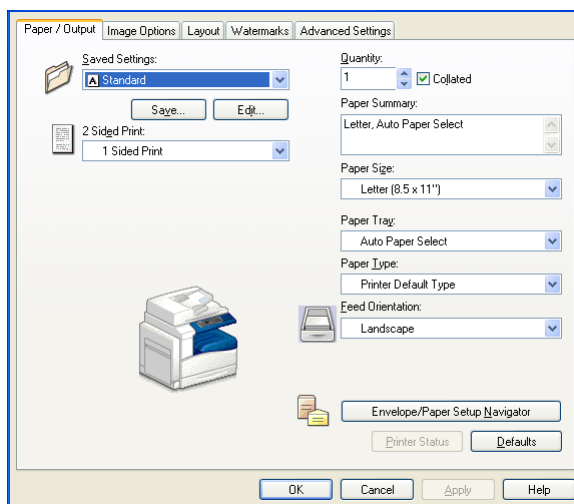 Paper / Output Image Options Layout Watermarks Advanced Settings
Saved Settings:
A Standard
Save... Edit...
2 Sided Print:
1 Sided Print
Quantity:
1 Collated
Paper Summary:
Letter, Auto Paper Select
Paper Size:
Letter (8.5 x 11")
Paper Tray:
Auto Paper Select
Paper Type:
Printer Default Type
Feed Orientation:
Landscape
Envelope/Paper Setup Navigator
Printer Status Defaults
OK Cancel Apply Help